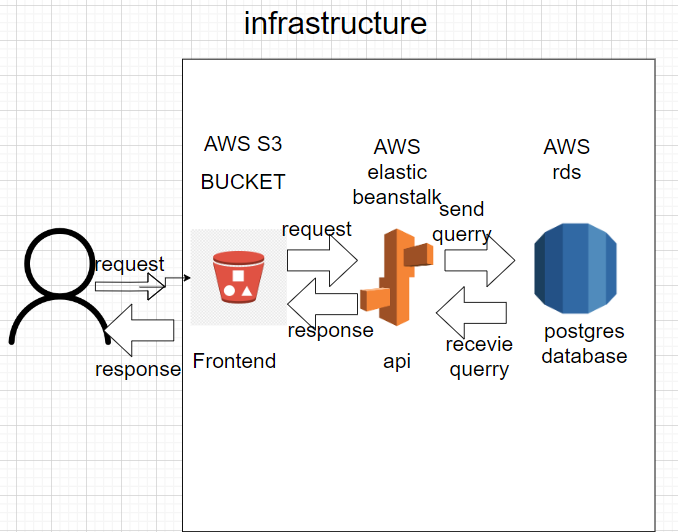 infrastructure
AWS S3
BUCKET
AWS
elastic
beanstalk
AWS
rds
request
response
request
response
send
querry
recevie
querry
Frontend
api
postgres
database